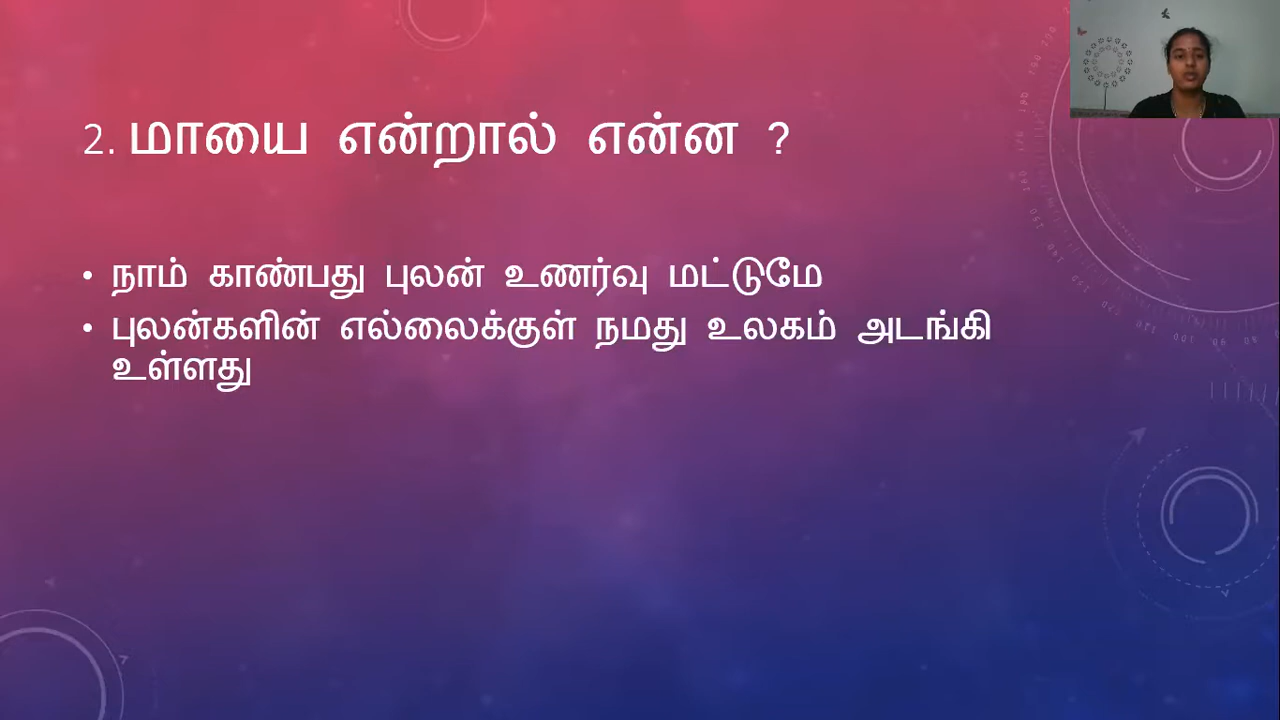 2. மாயை என்றால் என்ன ?
• நாம் காண்பது புலன் உணர்வு மட்டுமே
• புலன்களின் எல்லைக்குள் நமது உலகம் அடங்கி
உள்ளது